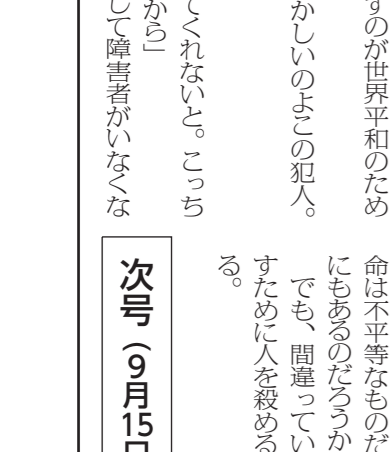 すのが世界平和のため
かしいのよこの犯人。
てくれないと。こっち
から」
して障害者がいなくな
命は不平等なものだ
にもあるのだろうか
でも、間違ってい
すために人を殺める
る。
次号（9月15日